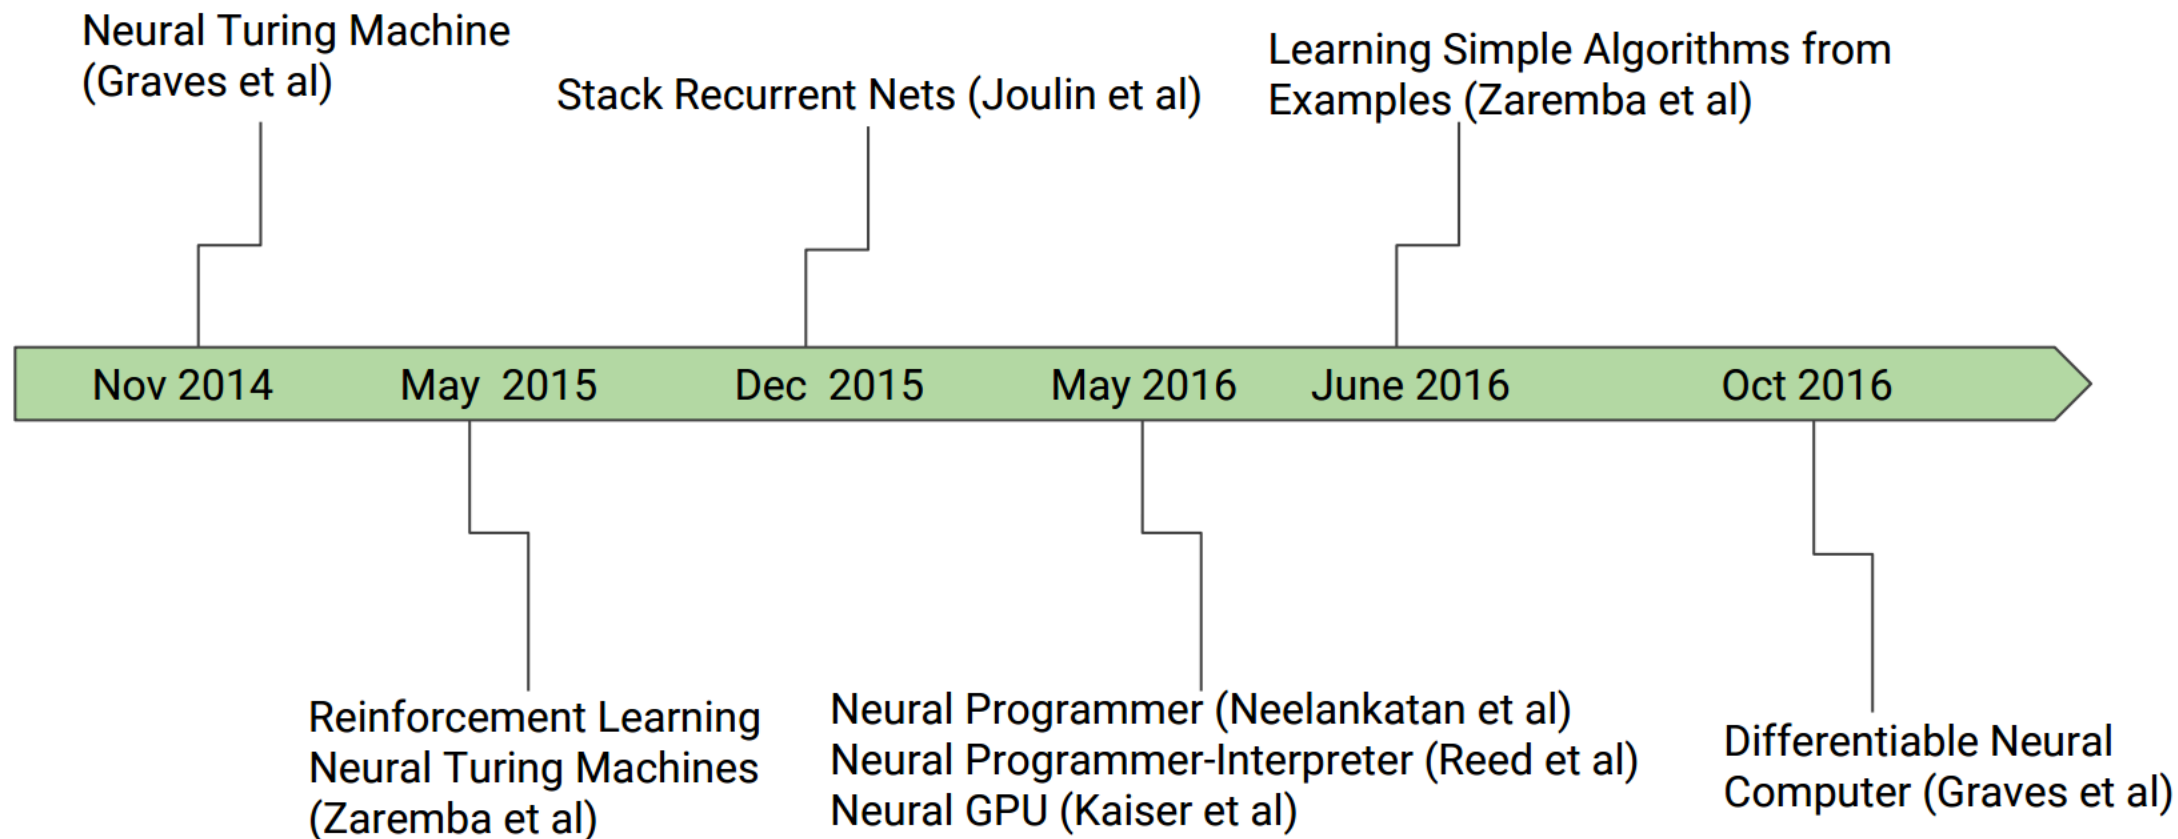 Neural Turing Machine
(Graves et al)
Stack Recurrent Nets (Joulin et al)
Learning Simple Algorithms from
Examples (Zaremba et al)
Nov 2014
May  2015
Dec  2015
May 2016
June 2016
Oct 2016
Reinforcement Learning
Neural Turing Machines
(Zaremba et al)
Neural Programmer (Neelankatan et al)
Neural Programmer-Interpreter (Reed et al)
Neural GPU (Kaiser et al)
Differentiable Neural
Computer (Graves et al)